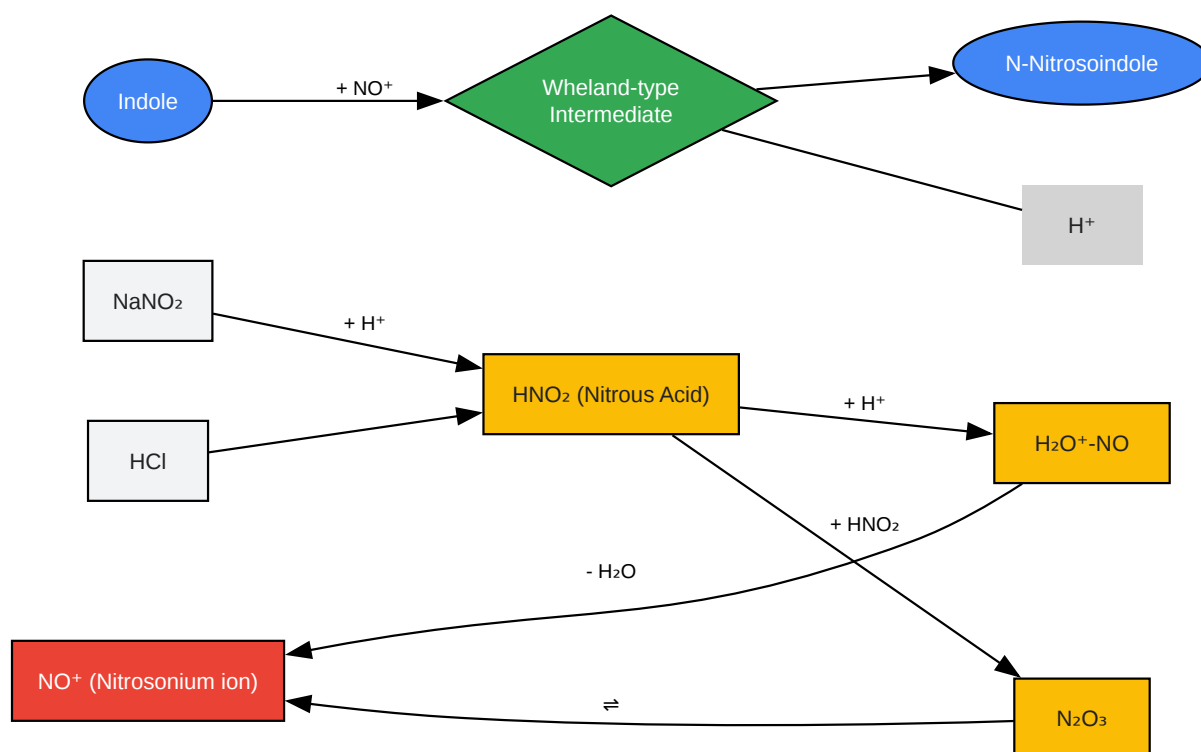 Indole
+ NO⁺
Wheland-type
Intermediate
N-Nitrosoindole
H⁺
NaNO₂
+ H⁺
HCl
HNO₂ (Nitrous Acid)
+ H⁺
H₂O⁺-NO
+ HNO₂
- H₂O
NO⁺ (Nitrosonium ion)
⇌
N₂O₃